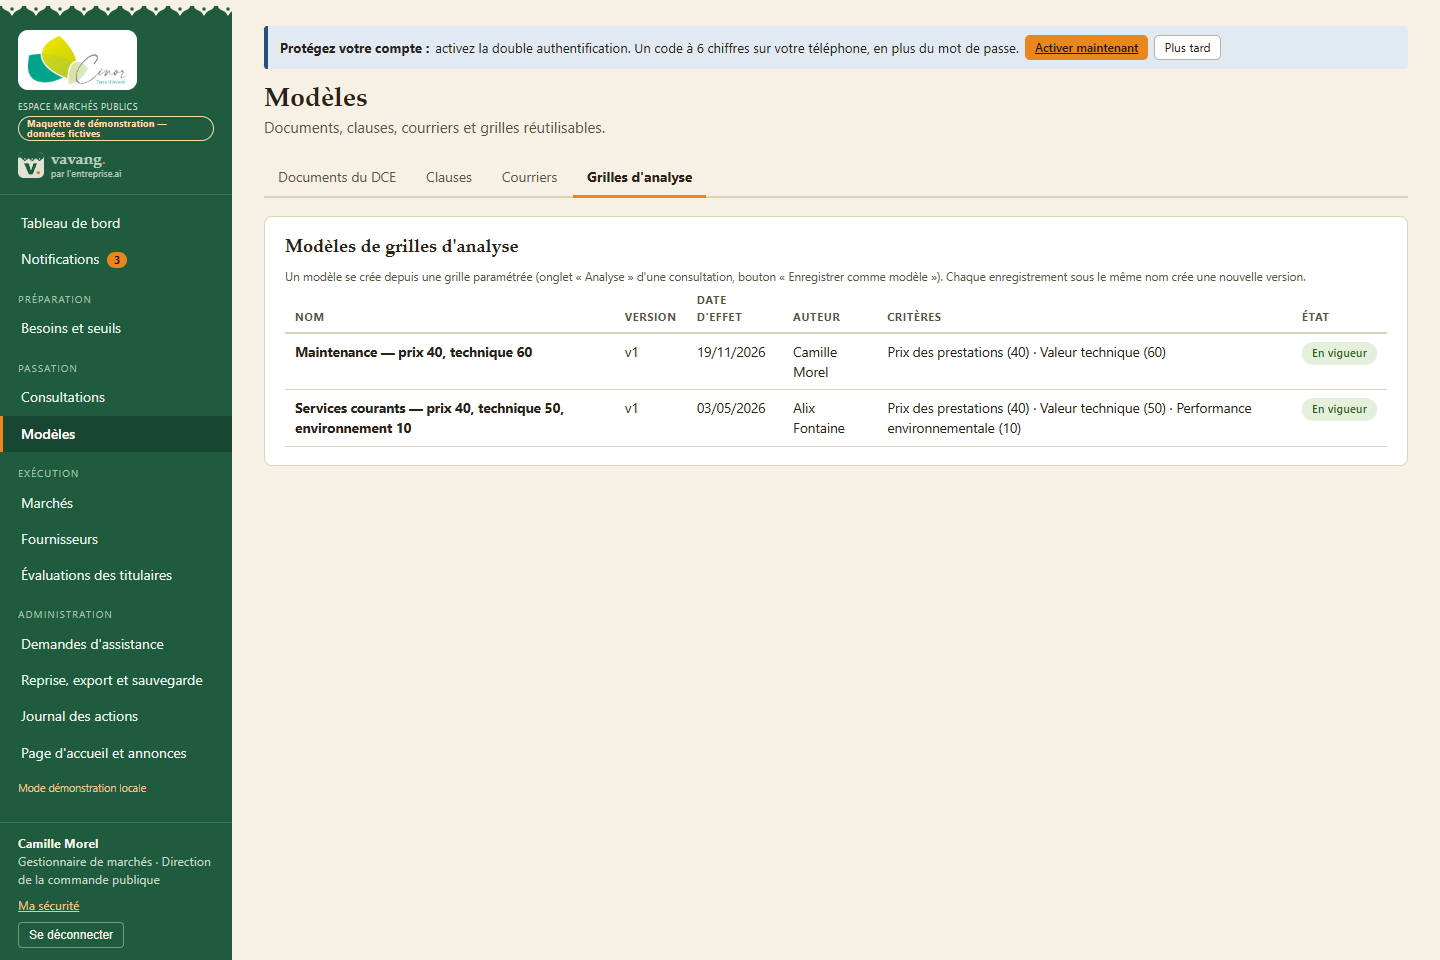 Cinor
Terre d'Avenir
ESPACE MARCHÉS PUBLICS
Maquette de démonstration —
données fictives
v.
vavang.
par l'entreprise.ai
Tableau de bord
Notifications 3
PRÉPARATION
Besoins et seuils
PASSATION
Consultations
Modèles
EXÉCUTION
Marchés
Fournisseurs
Évaluations des titulaires
ADMINISTRATION
Demandes d'assistance
Reprise, export et sauvegarde
Journal des actions
Page d'accueil et annonces
Mode démonstration locale
Camille Morel
Gestionnaire de marchés · Direction
de la commande publique
Ma sécurité
Se déconnecter
Protégez votre compte : activez la double authentification. Un code à 6 chiffres sur votre téléphone, en plus du mot de passe. Activer maintenant Plus tard
Modèles
Documents, clauses, courriers et grilles réutilisables.
Documents du DCE Clauses Courriers Grilles d'analyse
Modèles de grilles d'analyse
Un modèle se crée depuis une grille paramétrée (onglet « Analyse » d'une consultation, bouton « Enregistrer comme modèle »). Chaque enregistrement sous le même nom crée une nouvelle version.
NOM VERSION DATE D'EFFET AUTEUR CRITÈRES ÉTAT
Maintenance — prix 40, technique 60 v1 19/11/2026 Camille Morel Prix des prestations (40) · Valeur technique (60) En vigueur
Services courants — prix 40, technique 50, environnement 10 v1 03/05/2026 Alix Fontaine Prix des prestations (40) · Valeur technique (50) · Performance environnementale (10) En vigueur